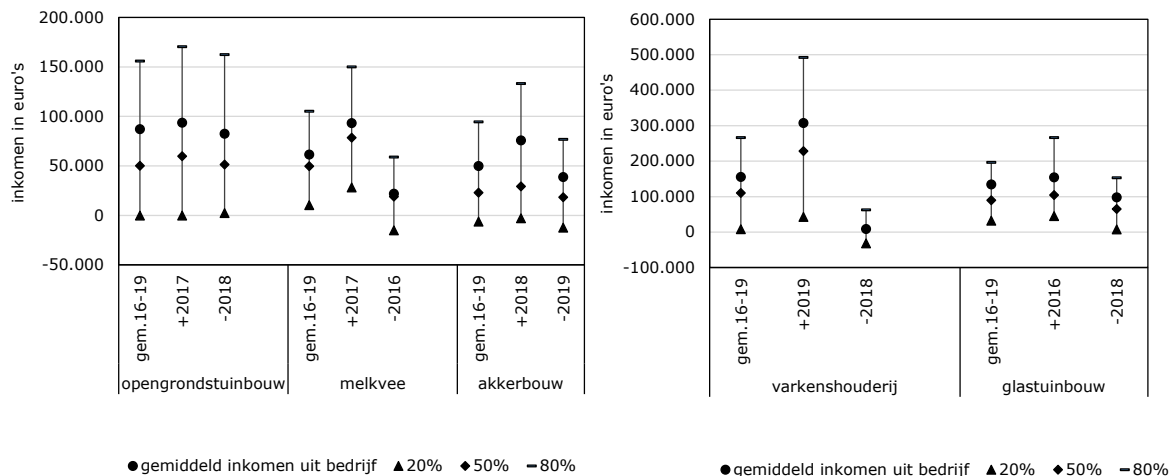 200.000
150.000
100.000
50.000
0
-50.000
inkomen in euro's
gem.16-19
+2017
-2018
gem.16-19
+2017
-2016
gem.16-19
+2018
-2019
opengrondstuinbouw
melkvee
akkerbouw
gemiddeld inkomen uit bedrijf 20% 50% 80%
600.000
500.000
400.000
300.000
200.000
100.000
0
-100.000
inkomen in euro's
gem.16-19
+2019
-2018
gem.16-19
+2016
-2018
varkenshouderij
glastuinbouw
gemiddeld inkomen uit bedrijf 20% 50% 80%